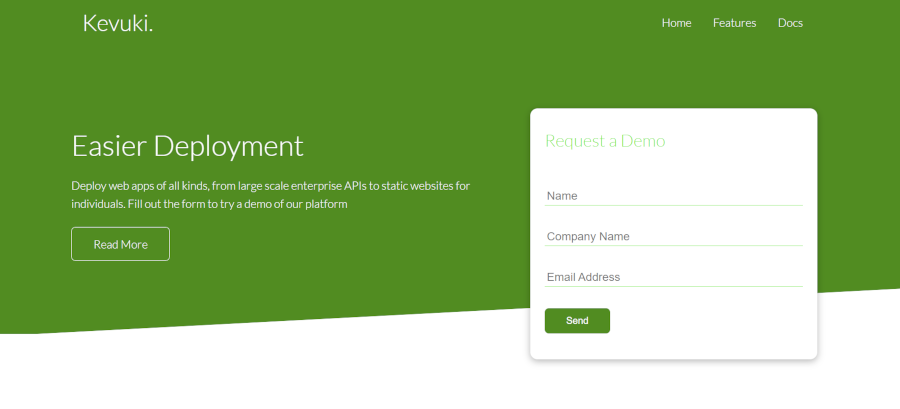 Kevuki.
Home Features Docs
Easier Deployment
Deploy web apps of all kinds, from large scale enterprise APIs to static websites for
individuals. Fill out the form to try a demo of our platform
Read More
Request a Demo
Name
Company Name
Email Address
Send